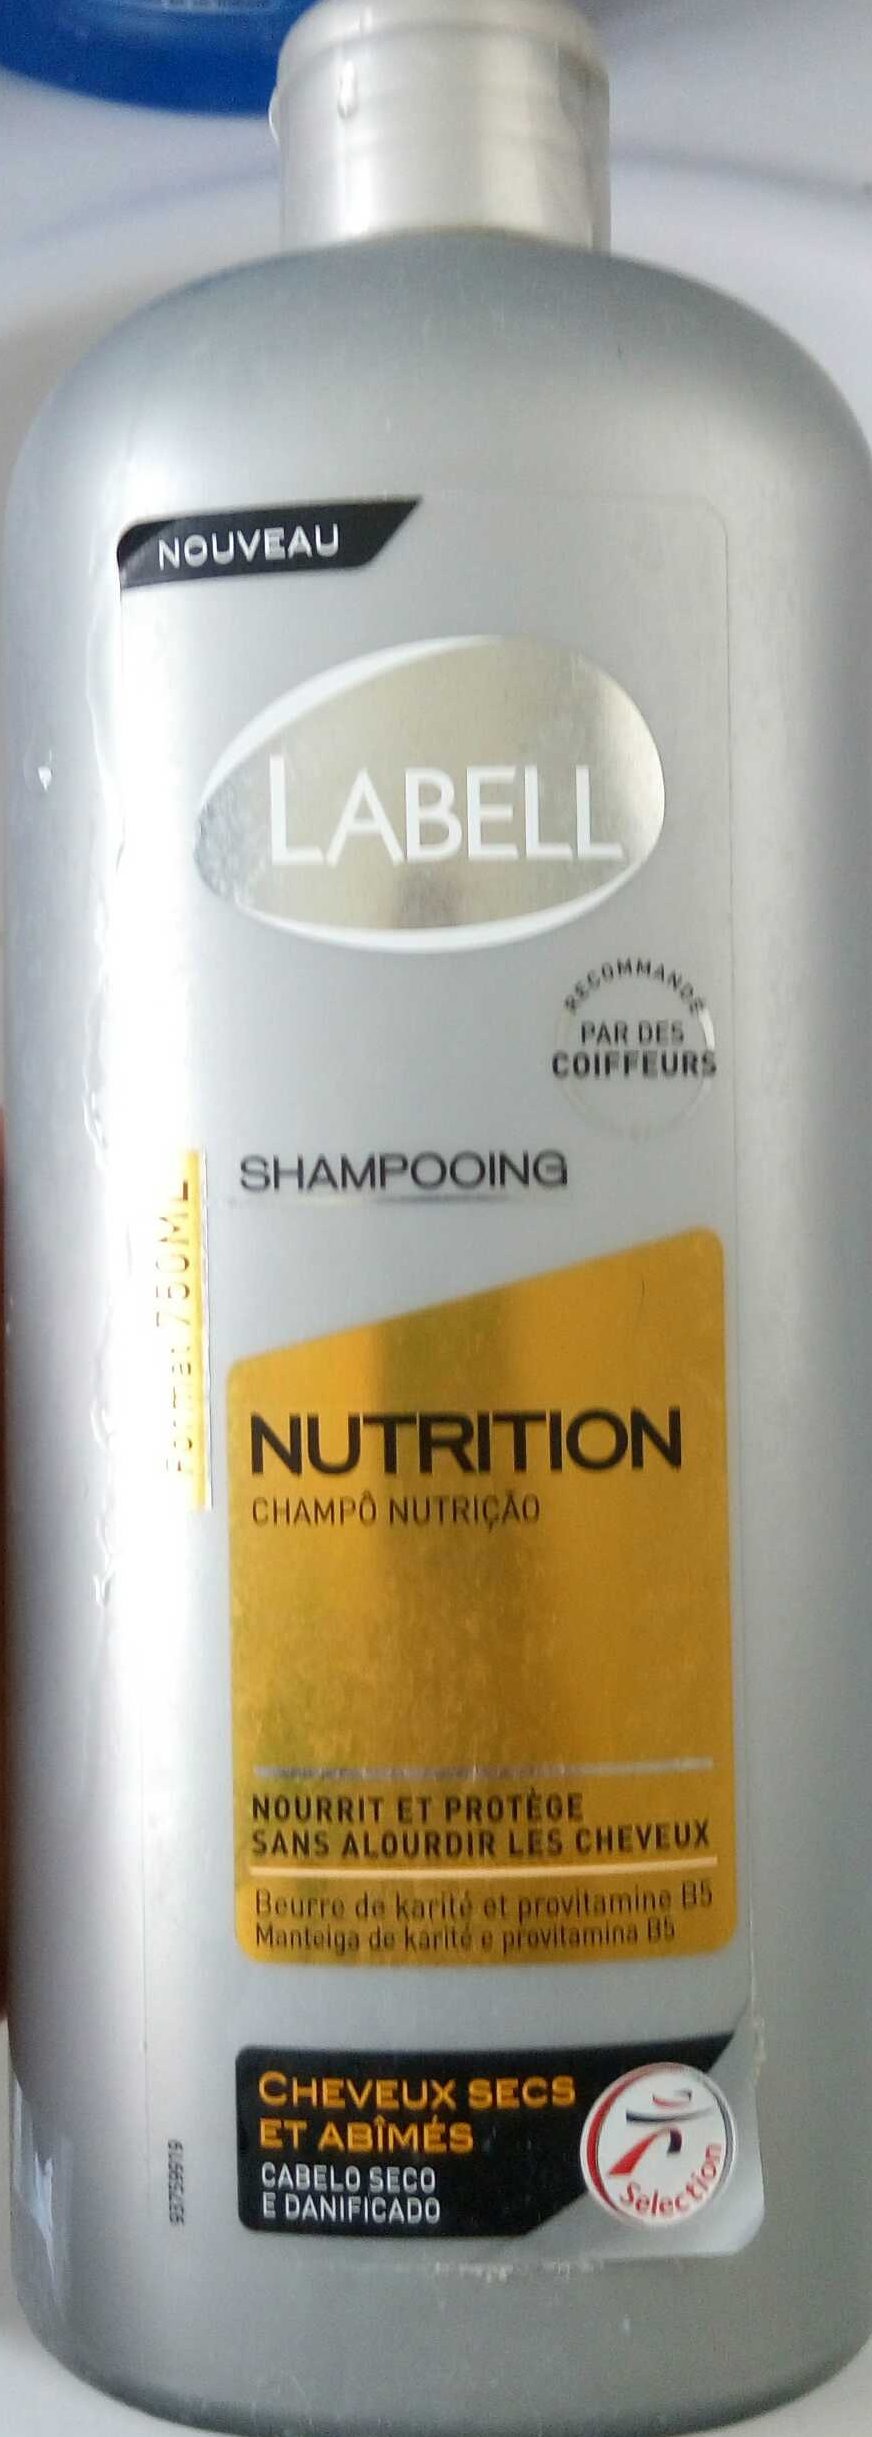 NOUVEAU
LABELL
RECOMMANDÉ
PAR DES
COIFFEURS
SHAMPOOING
Format 750ML
NUTRITION
CHAMPÔ NUTRIÇÃO
NOURRIT ET PROTÈGE
SANS ALOURDIR LES CHEVEUX
Beurre de karité et provitamine B5
Manteiga de karité e provitamina B5
CHEVEUX SECS
ET ABÎMÉS
CABELO SECO
E DANIFICADO
Sélection